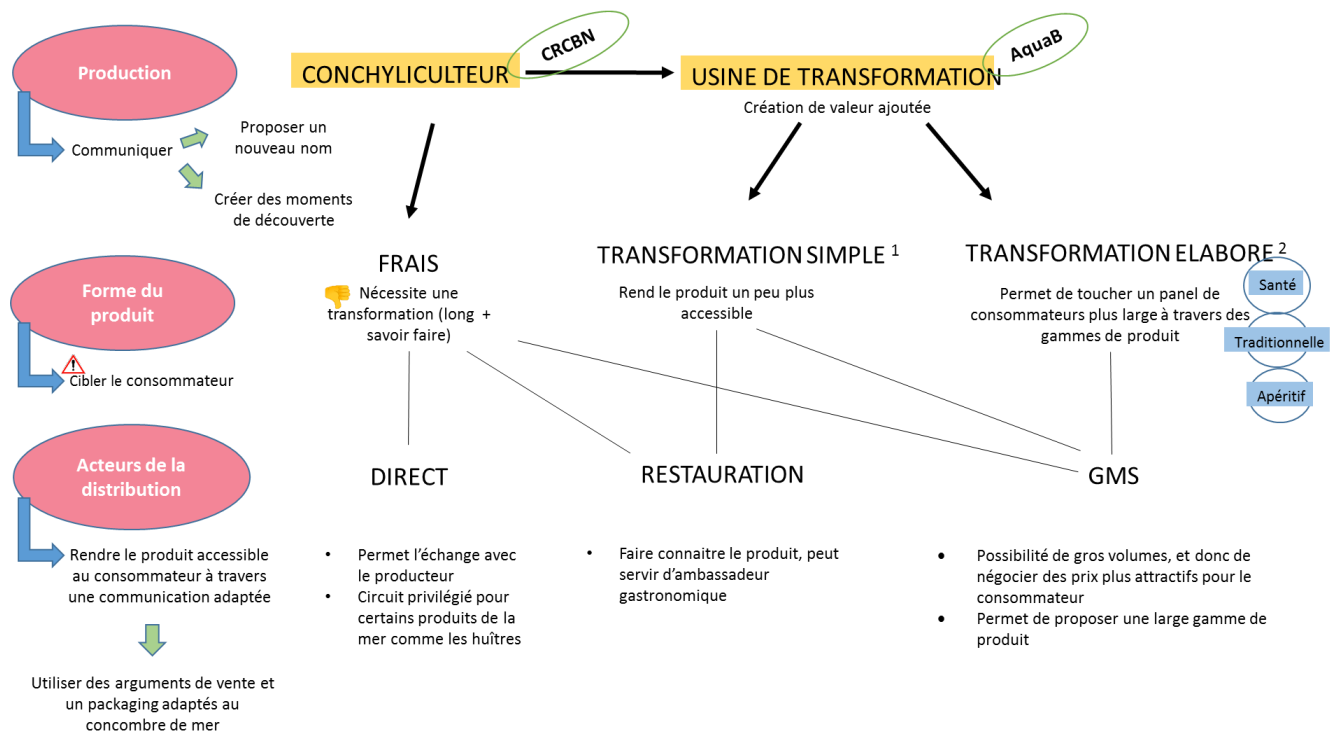 Production
CONCHYLICULTEUR
CRCBN
USINE DE TRANSFORMATION
AquaB
Création de valeur ajoutée
Communiquer
Proposer un
nouveau nom
Créer des moments
de découverte
Forme du
produit
Cibler le consommateur
FRAIS
Nécessite une
transformation (long +
savoir faire)
TRANSFORMATION SIMPLE 1
Rend le produit un peu plus
accessible
TRANSFORMATION ELABORE 2
Permet de toucher un panel de
consommateurs plus large à travers des
gammes de produit
Santé
Traditionnelle
Apéritif
Acteurs de la
distribution
Rendre le produit accessible
au consommateur à travers
une communication adaptée
Utiliser des arguments de vente et
un packaging adaptés au
concombre de mer
DIRECT
• Permet l’échange avec
le producteur
• Circuit privilégié pour
certains produits de la
mer comme les huîtres
RESTAURATION
• Faire connaitre le produit, peut
servir d’ambassadeur
gastronomique
GMS
• Possibilité de gros volumes, et donc de
négocier des prix plus attractifs pour le
consommateur
• Permet de proposer une large gamme de
produit